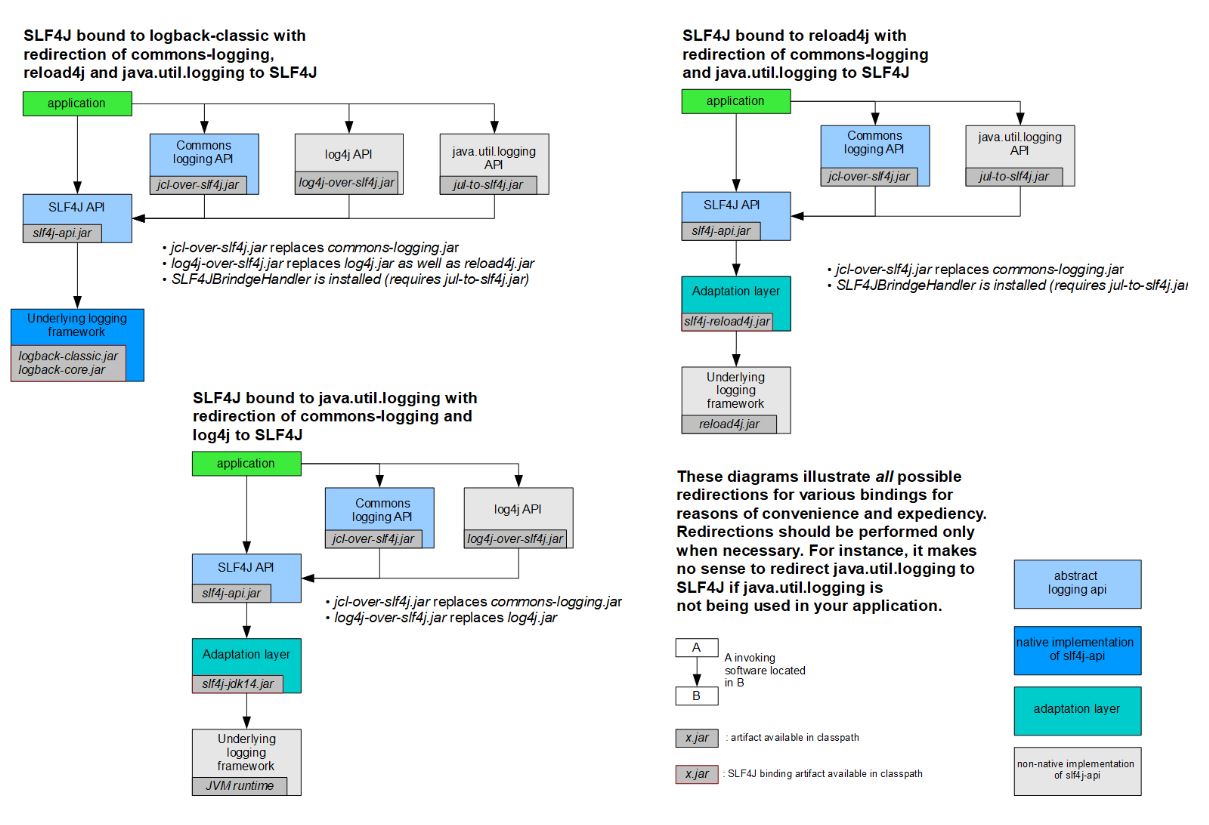 SLF4J bound to logback-classic with
redirection of commons-logging,
reload4j and java.util.logging to SLF4J
application
Commons
logging API
jcl-over-slf4j.jar
log4j API
log4j-over-slf4j.jar
java.util.logging
API
jul-to-slf4j.jar
SLF4J API
slf4j-api.jar
• jcl-over-slf4j.jar replaces commons-logging.jar
• log4j-over-slf4j.jar replaces log4j.jar as well as reload4j.jar
• SLF4JBrindgeHandler is installed (requires jul-to-slf4j.jar)
Underlying logging
framework
logback-classic.jar
logback-core.jar
SLF4J bound to reload4j with
redirection of commons-logging
and java.util.logging to SLF4J
application
Commons
logging API
jcl-over-slf4j.jar
java.util.logging
API
jul-to-slf4j.jar
SLF4J API
slf4j-api.jar
• jcl-over-slf4j.jar replaces commons-logging.jar
• SLF4JBrindgeHandler is installed (requires jul-to-slf4j.jar
Adaptation layer
slf4j-reload4j.jar
Underlying
logging
framework
reload4j.jar
SLF4J bound to java.util.logging with
redirection of commons-logging and
log4j to SLF4J
application
Commons
logging API
jcl-over-slf4j.jar
log4j API
log4j-over-slf4j.jar
SLF4J API
slf4j-api.jar
• jcl-over-slf4j.jar replaces commons-logging.jar
• log4j-over-slf4j.jar replaces log4j.jar
Adaptation layer
slf4j-jdk14.jar
Underlying
logging
framework
JVM runtime
These diagrams illustrate all possible
redirections for various bindings for
reasons of convenience and expediency.
Redirections should be performed only
when necessary. For instance, it makes
no sense to redirect java.util.logging to
SLF4J if java.util.logging is
not being used in your application.
A
A invoking
software located
in B
B
x.jar : artifact available in classpath
x.jar : SLF4J binding artifact available in classpath
abstract
logging api
native implementation
of slf4j-api
adaptation layer
non-native implementation
of slf4j-api